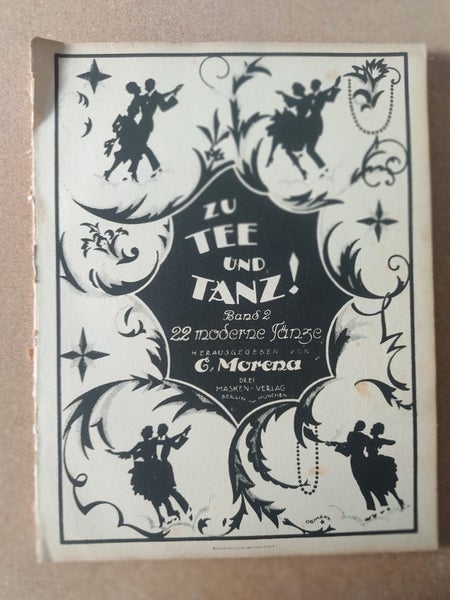 ZU
TEE
UND
TANZ!
Band 2
22 moderne Tänze
HERAUSGEGEBEN VON
E. Morena
DREI
MASKEN-VERLAG
BERLIN – MÜNCHEN